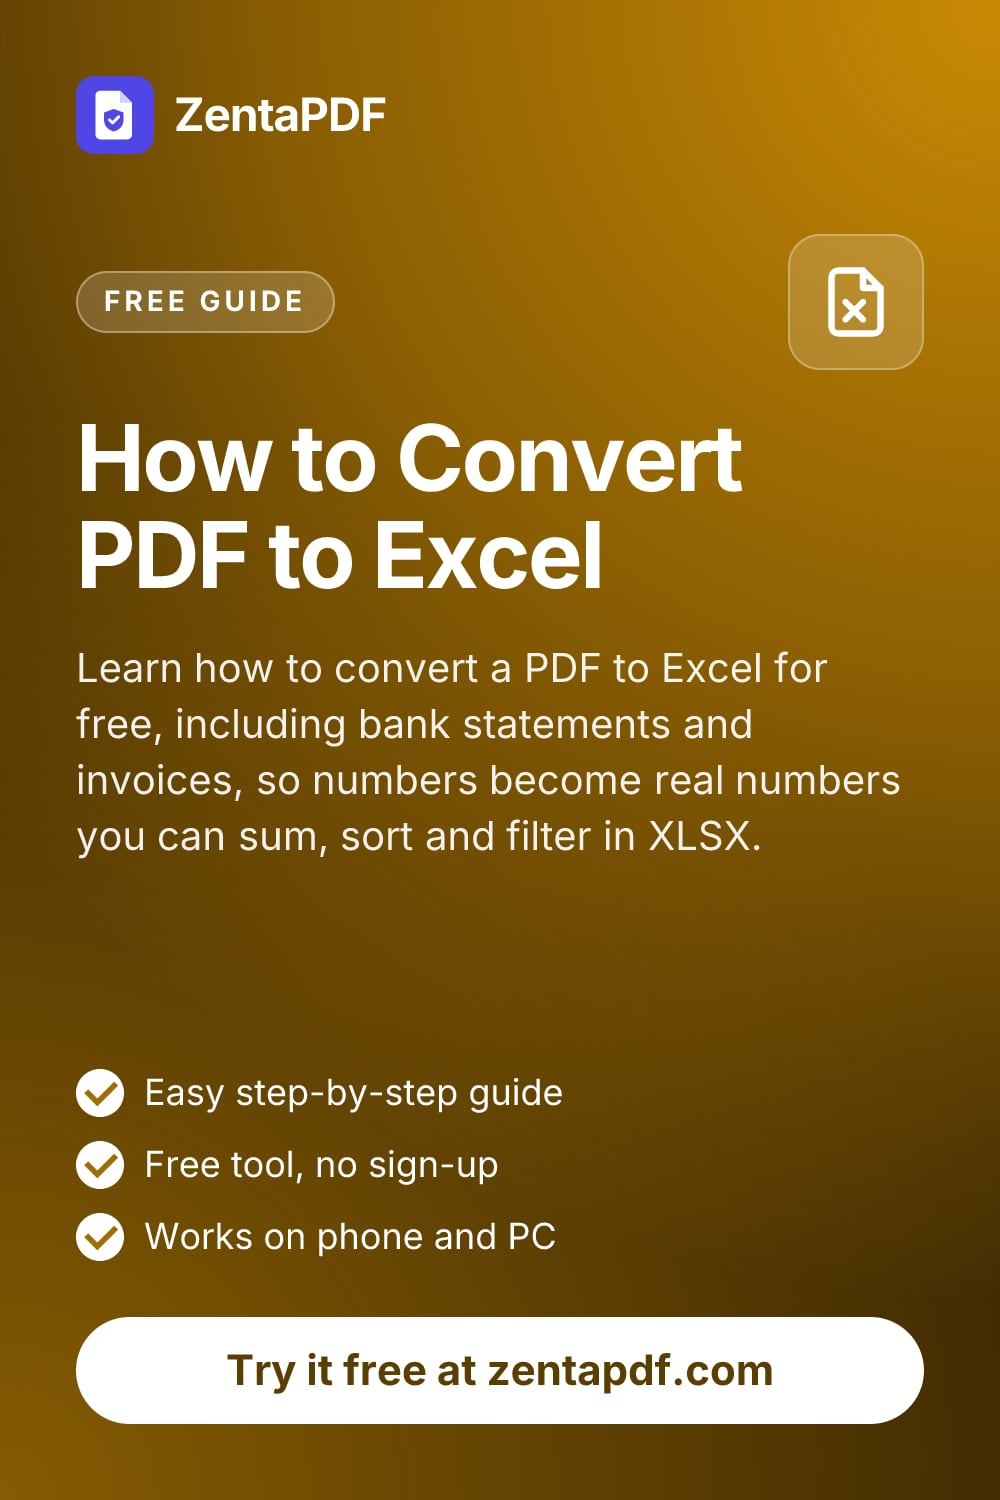 ZentaPDF
FREE GUIDE
How to Convert
PDF to Excel
Learn how to convert a PDF to Excel for
free, including bank statements and
invoices, so numbers become real numbers
you can sum, sort and filter in XLSX.
Easy step-by-step guide
Free tool, no sign-up
Works on phone and PC
Try it free at zentapdf.com